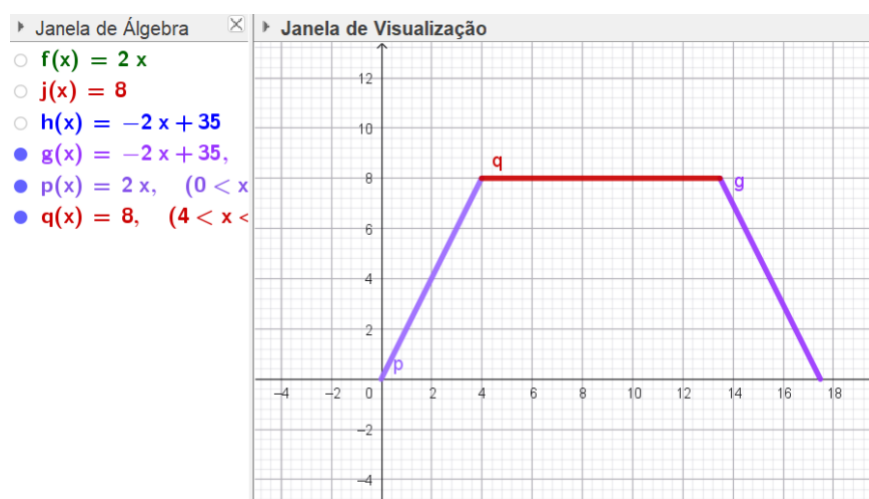 Janela de Álgebra
f(x) = 2 x
j(x) = 8
h(x) = −2 x + 35
g(x) = −2 x + 35,
p(x) = 2 x, (0 < x
q(x) = 8, (4 < x <
Janela de Visualização
12
10
8
6
4
2
0
−2
−4
−4
−2
2
4
6
8
10
12
14
16
18
q
g
p